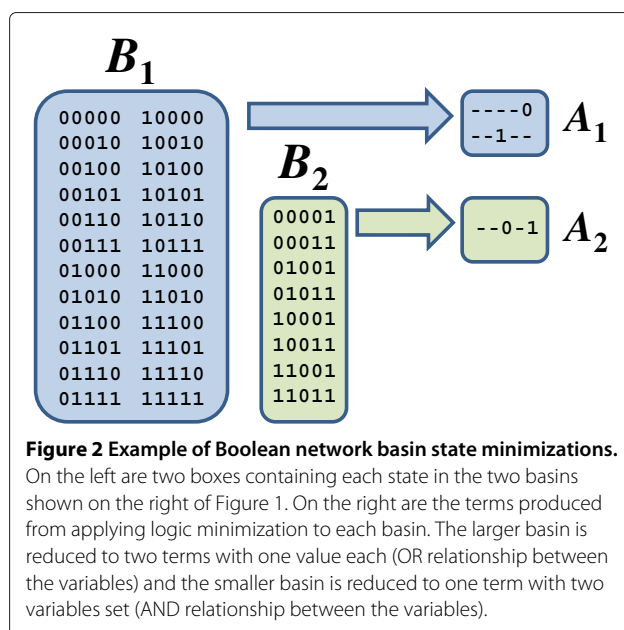 B1
00000 10000
00010 10010
00100 10100
00101 10101
00110 10110
00111 10111
01000 11000
01010 11010
01100 11100
01101 11101
01110 11110
01111 11111
----0
--1--
A1
B2
00001
00011
01001
01011
10001
10011
11001
11011
--0-1
A2
Figure 2 Example of Boolean network basin state minimizations.
On the left are two boxes containing each state in the two basins
shown on the right of Figure 1. On the right are the terms produced
from applying logic minimization to each basin. The larger basin is
reduced to two terms with one value each (OR relationship between
the variables) and the smaller basin is reduced to one term with two
variables set (AND relationship between the variables).